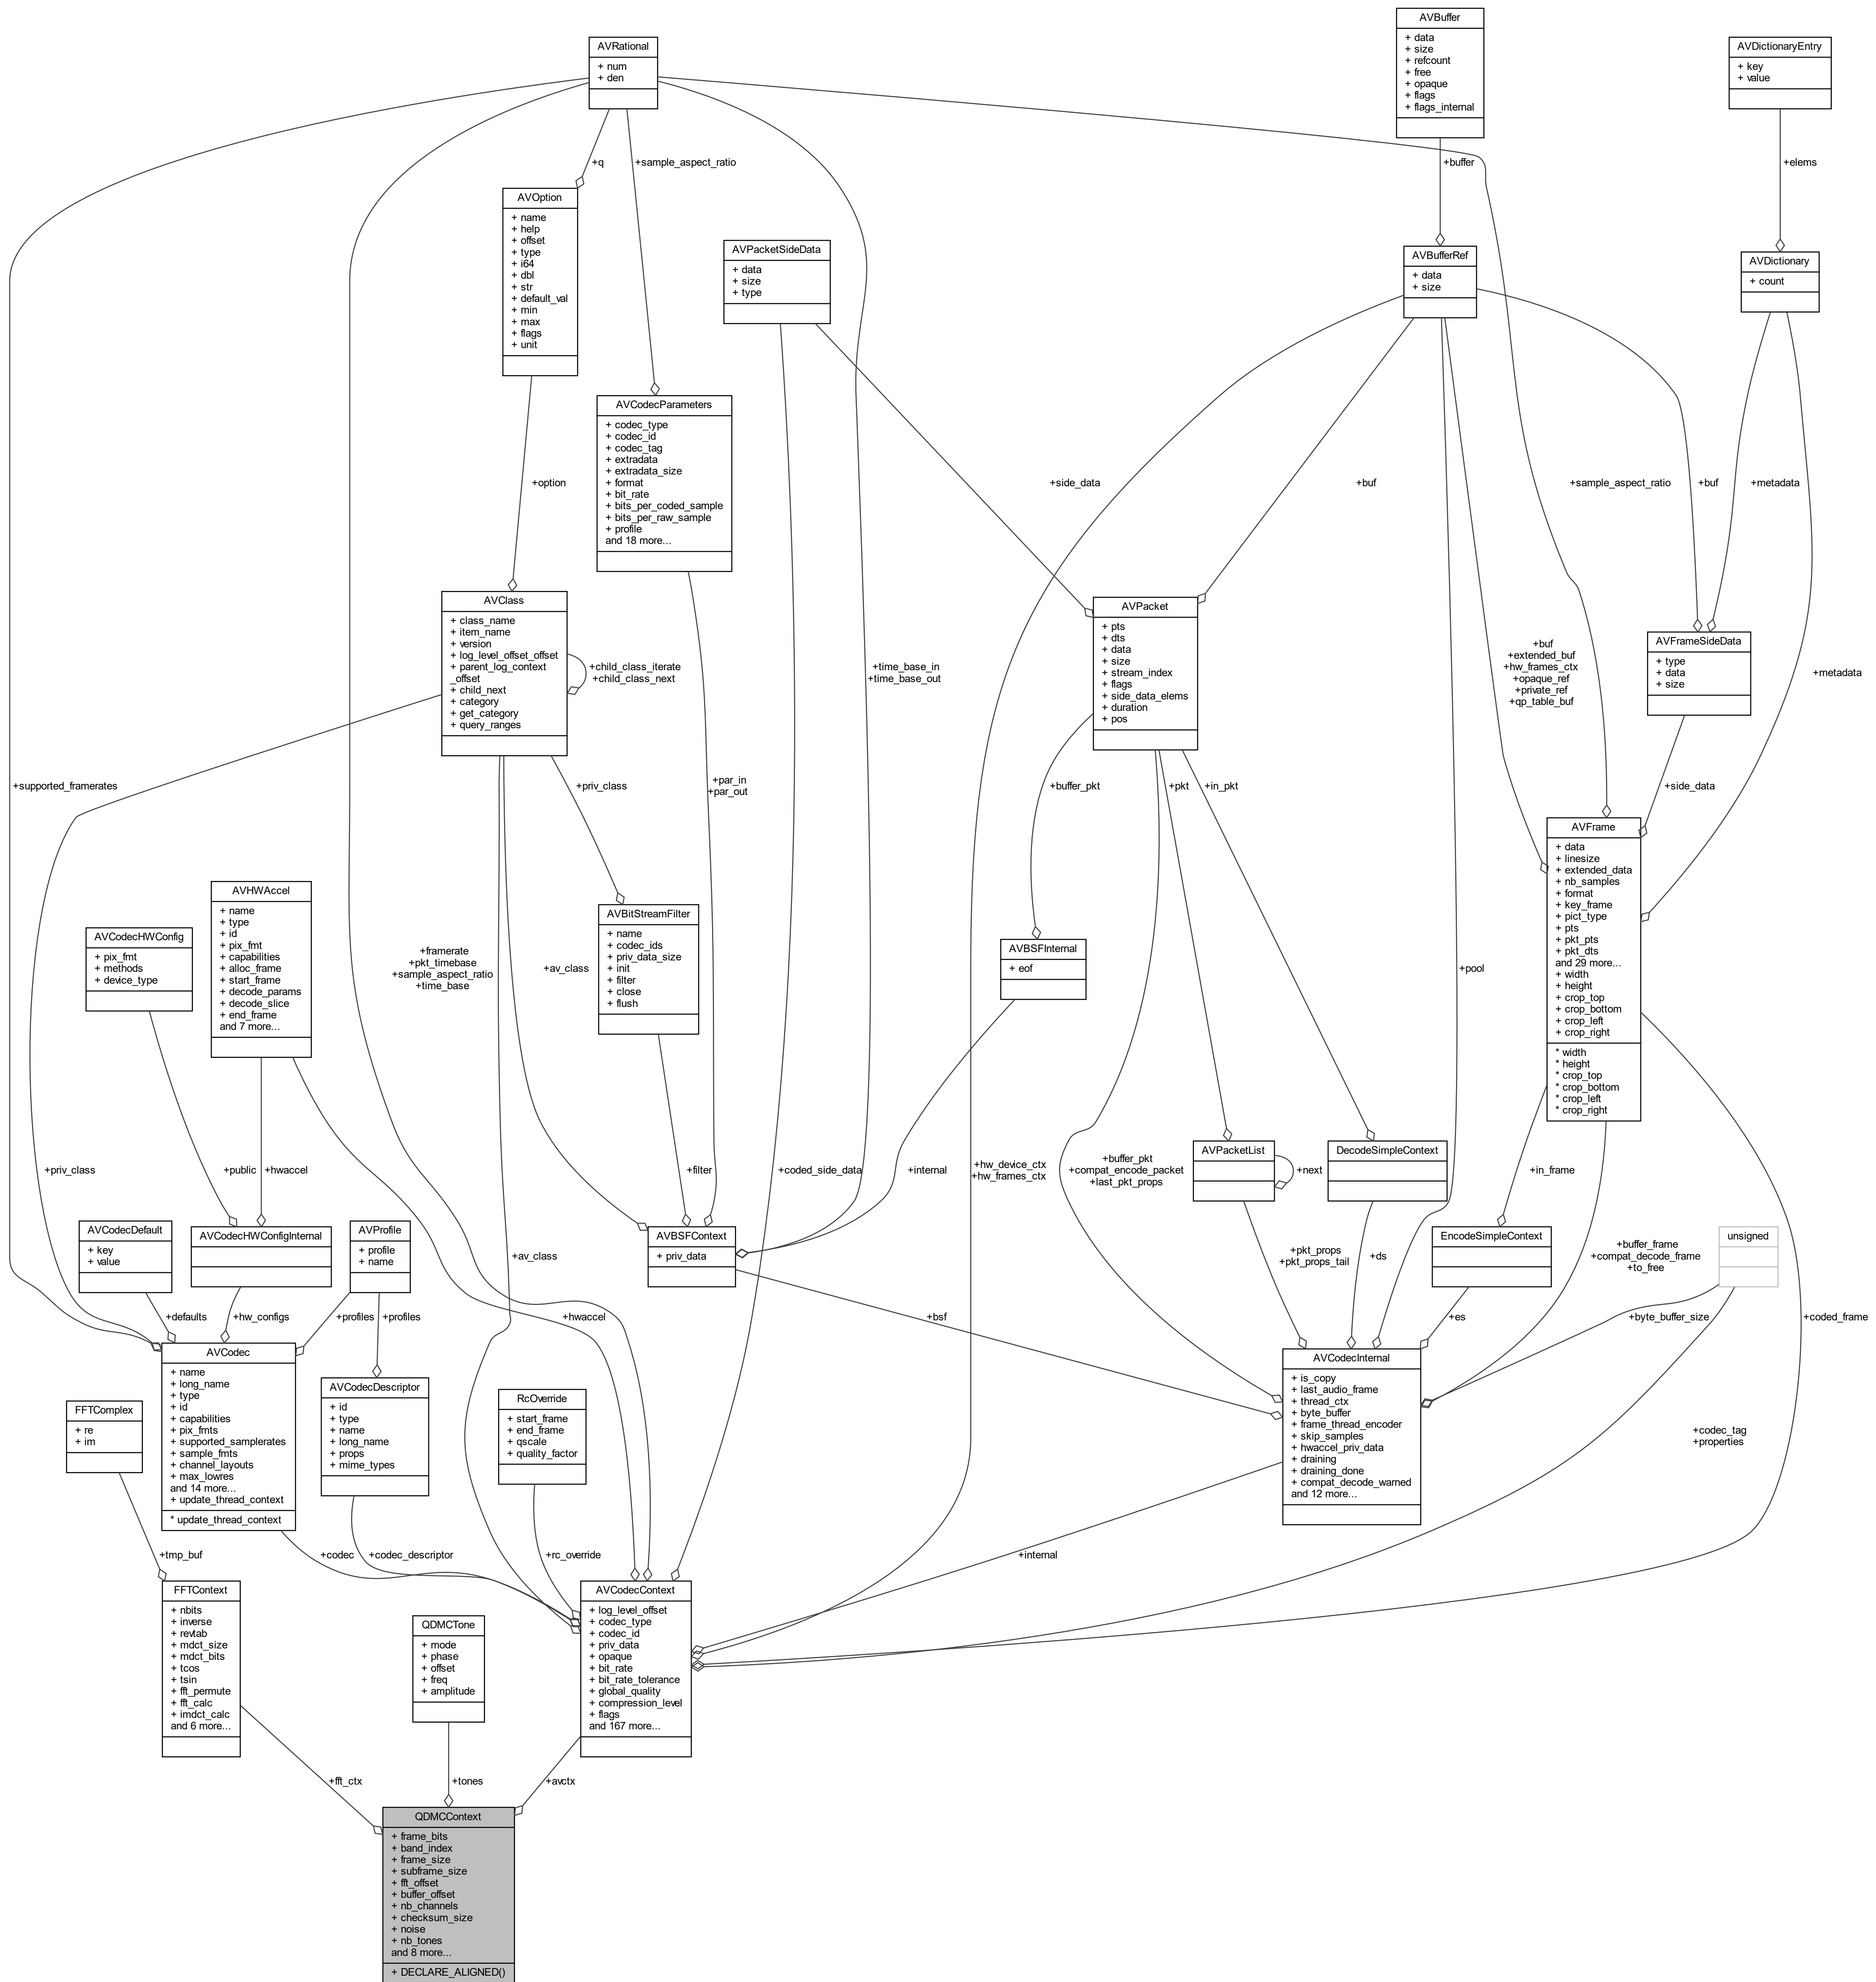 AVBuffer
+ data
+ size
+ refcount
+ free
+ opaque
+ flags
+ flags_internal
AVRational
+ num
+ den
AVDictionaryEntry
+ key
+ value
+q
+sample_aspect_ratio
+buffer
+elems
AVOption
+ name
+ help
+ offset
+ type
+ i64
+ dbl
+ str
+ default_val
+ min
+ max
+ flags
+ unit
AVPacketSideData
+ data
+ size
+ type
AVBufferRef
+ data
+ size
AVDictionary
+ count
AVCodecParameters
+ codec_type
+ codec_id
+ codec_tag
+ extradata
+ extradata_size
+ format
+ bit_rate
+ bits_per_coded_sample
+ bits_per_raw_sample
+ profile
and 18 more...
+option
+side_data
+buf
+sample_aspect_ratio
+buf
+metadata
AVClass
+ class_name
+ item_name
+ version
+ log_level_offset_offset
+ parent_log_context
_offset
+ child_next
+ category
+ get_category
+ query_ranges
+child_class_iterate
+child_class_next
+time_base_in
+time_base_out
AVPacket
+ pts
+ dts
+ data
+ size
+ stream_index
+ flags
+ side_data_elems
+ duration
+ pos
+buf
+extended_buf
+hw_frames_ctx
+opaque_ref
+private_ref
+qp_table_buf
AVFrameSideData
+ type
+ data
+ size
+metadata
+supported_framerates
+priv_class
+par_in
+par_out
+buffer_pkt
+pkt
+in_pkt
+side_data
AVFrame
+ data
+ linesize
+ extended_data
+ nb_samples
+ format
+ key_frame
+ pict_type
+ pts
+ pkt_pts
+ pkt_dts
and 29 more...
+ width
+ height
+ crop_top
+ crop_bottom
+ crop_left
+ crop_right
* width
* height
* crop_top
* crop_bottom
* crop_left
* crop_right
AVHWAccel
+ name
+ type
+ id
+ pix_fmt
+ capabilities
+ alloc_frame
+ start_frame
+ decode_params
+ decode_slice
+ end_frame
and 7 more...
AVCodecHWConfig
+ pix_fmt
+ methods
+ device_type
+framerate
+pkt_timebase
+sample_aspect_ratio
+time_base
+av_class
AVBitStreamFilter
+ name
+ codec_ids
+ priv_data_size
+ init
+ filter
+ close
+ flush
AVBSFInternal
+ eof
+pool
+priv_class
+public
+hwaccel
+filter
+coded_side_data
+internal
+hw_device_ctx
+hw_frames_ctx
+buffer_pkt
+compat_encode_packet
+last_pkt_props
AVPacketList
+next
DecodeSimpleContext
+in_frame
AVCodecDefault
+ key
+ value
AVCodecHWConfigInternal
AVProfile
+ profile
+ name
+av_class
AVBSFContext
+ priv_data
+pkt_props
+pkt_props_tail
+ds
EncodeSimpleContext
+buffer_frame
+compat_decode_frame
+to_free
unsigned
+defaults
+hw_configs
+profiles
+profiles
+hwaccel
+bsf
+es
+byte_buffer_size
+coded_frame
AVCodec
+ name
+ long_name
+ type
+ id
+ capabilities
+ pix_fmts
+ supported_samplerates
+ sample_fmts
+ channel_layouts
+ max_lowres
and 14 more...
+ update_thread_context
* update_thread_context
AVCodecDescriptor
+ id
+ type
+ name
+ long_name
+ props
+ mime_types
RcOverride
+ start_frame
+ end_frame
+ qscale
+ quality_factor
AVCodecInternal
+ is_copy
+ last_audio_frame
+ thread_ctx
+ byte_buffer
+ frame_thread_encoder
+ skip_samples
+ hwaccel_priv_data
+ draining
+ draining_done
+ compat_decode_warned
and 12 more...
FFTComplex
+ re
+ im
+codec_tag
+properties
+tmp_buf
+codec
+codec_descriptor
+rc_override
+internal
FFTContext
+ nbits
+ inverse
+ revtab
+ mdct_size
+ mdct_bits
+ tcos
+ tsin
+ fft_permute
+ fft_calc
+ imdct_calc
and 6 more...
QDMCTone
+ mode
+ phase
+ offset
+ freq
+ amplitude
AVCodecContext
+ log_level_offset
+ codec_type
+ codec_id
+ priv_data
+ opaque
+ bit_rate
+ bit_rate_tolerance
+ global_quality
+ compression_level
+ flags
and 167 more...
+fft_ctx
+tones
+avctx
QDMCContext
+ frame_bits
+ band_index
+ frame_size
+ subframe_size
+ fft_offset
+ buffer_offset
+ nb_channels
+ checksum_size
+ noise
+ nb_tones
and 8 more...
+ DECLARE_ALIGNED()